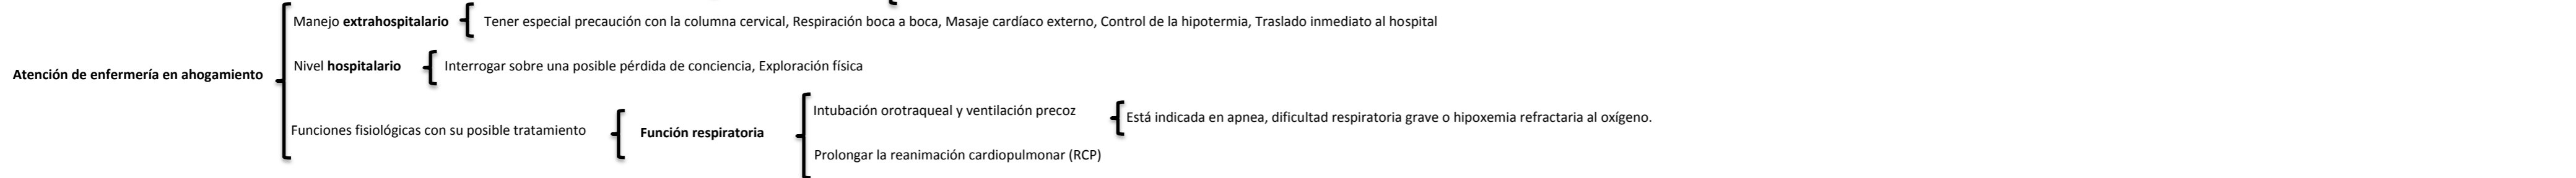 Manejo extrahospitalario
Tener especial precaución con la columna cervical, Respiración boca a boca, Masaje cardíaco externo, Control de la hipotermia, Traslado inmediato al hospital
Atención de enfermería en ahogamiento
Nivel hospitalario
Interrogar sobre una posible pérdida de conciencia, Exploración física
Funciones fisiológicas con su posible tratamiento
Función respiratoria
Intubación orotraqueal y ventilación precoz
Está indicada en apnea, dificultad respiratoria grave o hipoxemia refractaria al oxígeno.
Prolongar la reanimación cardiopulmonar (RCP)